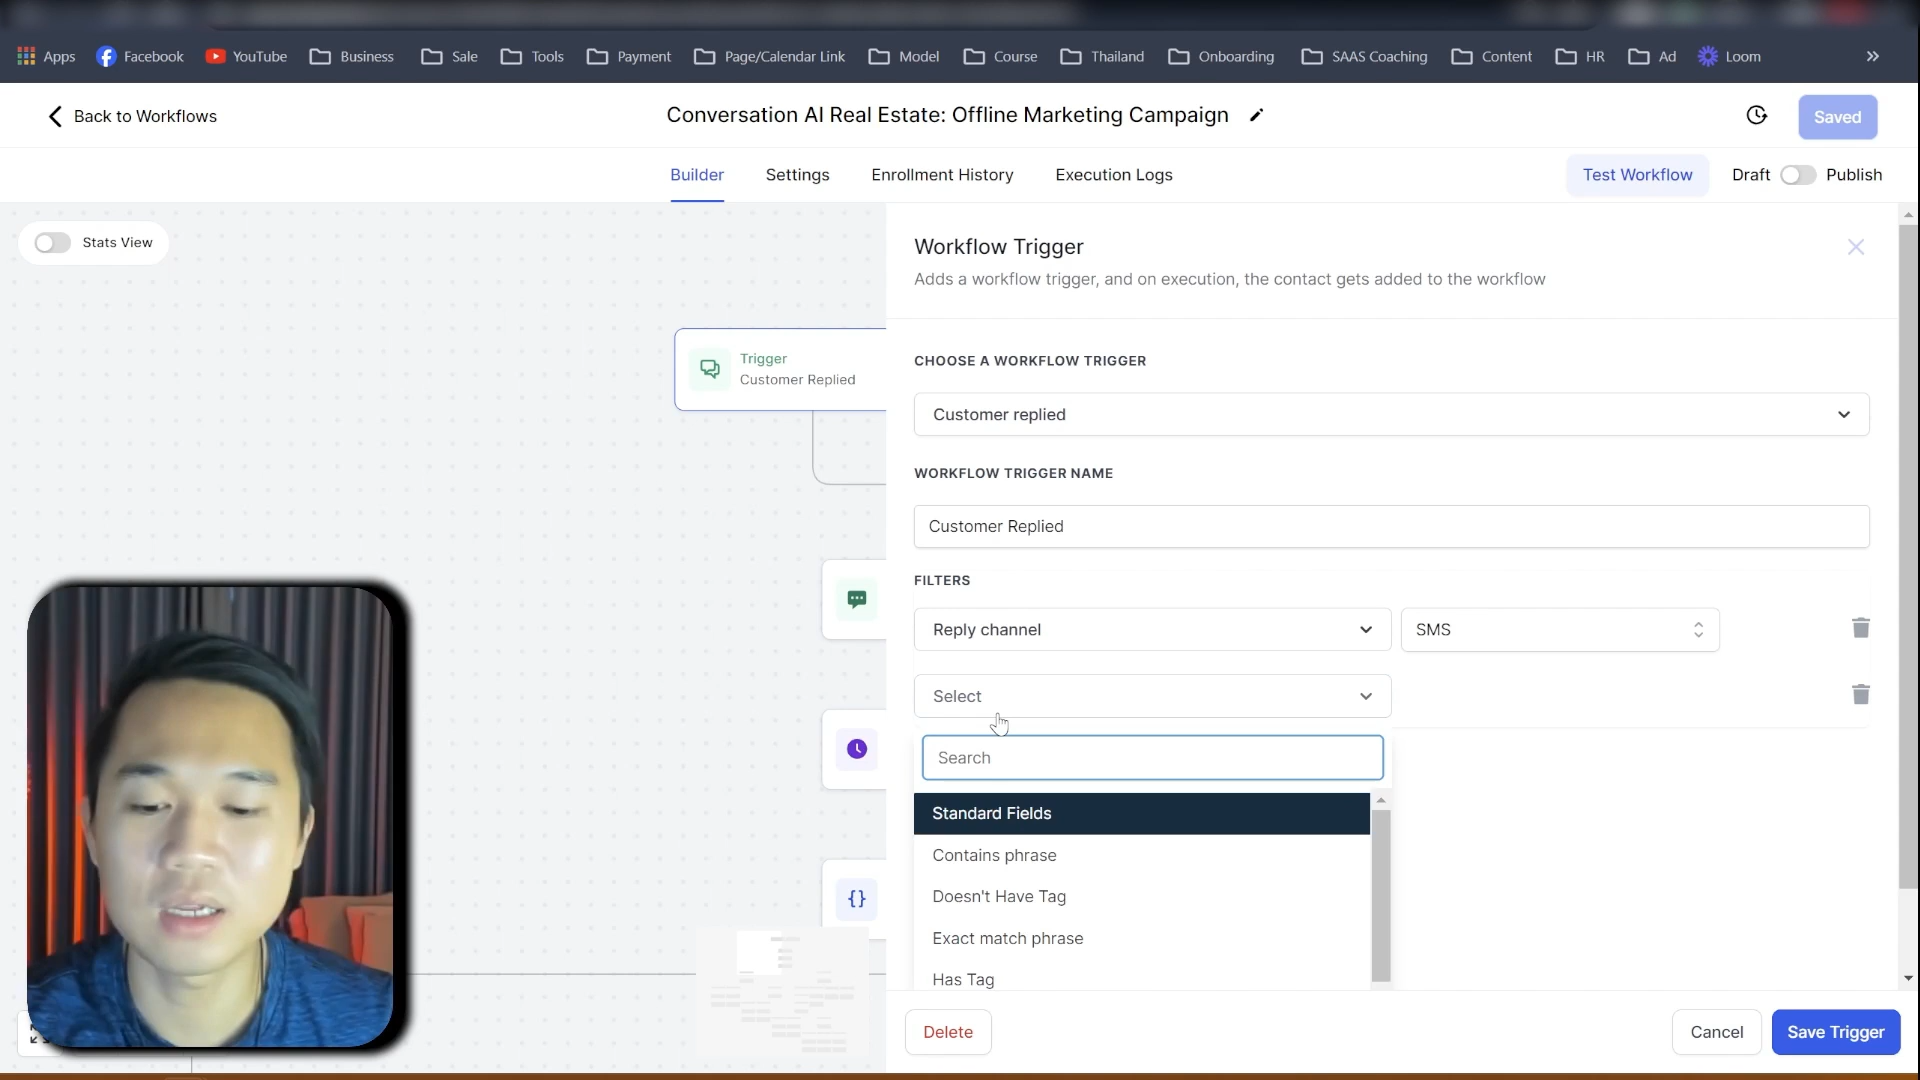 Apps
Facebook
YouTube
Business
Sale
Tools
Payment
Page/Calendar Link
Model
Course
Thailand
Onboarding
SAAS Coaching
Content
HR
Ad
Loom
Back to Workflows
Conversation AI Real Estate: Offline Marketing Campaign
Saved
Builder
Settings
Enrollment History
Execution Logs
Test Workflow
Draft
Publish
Stats View
Workflow Trigger
Adds a workflow trigger, and on execution, the contact gets added to the workflow
Trigger
Customer Replied
CHOOSE A WORKFLOW TRIGGER
Customer replied
WORKFLOW TRIGGER NAME
Customer Replied
FILTERS
Reply channel
SMS
Select
Search
Standard Fields
Contains phrase
Doesn't Have Tag
Exact match phrase
Has Tag
Delete
Cancel
Save Trigger